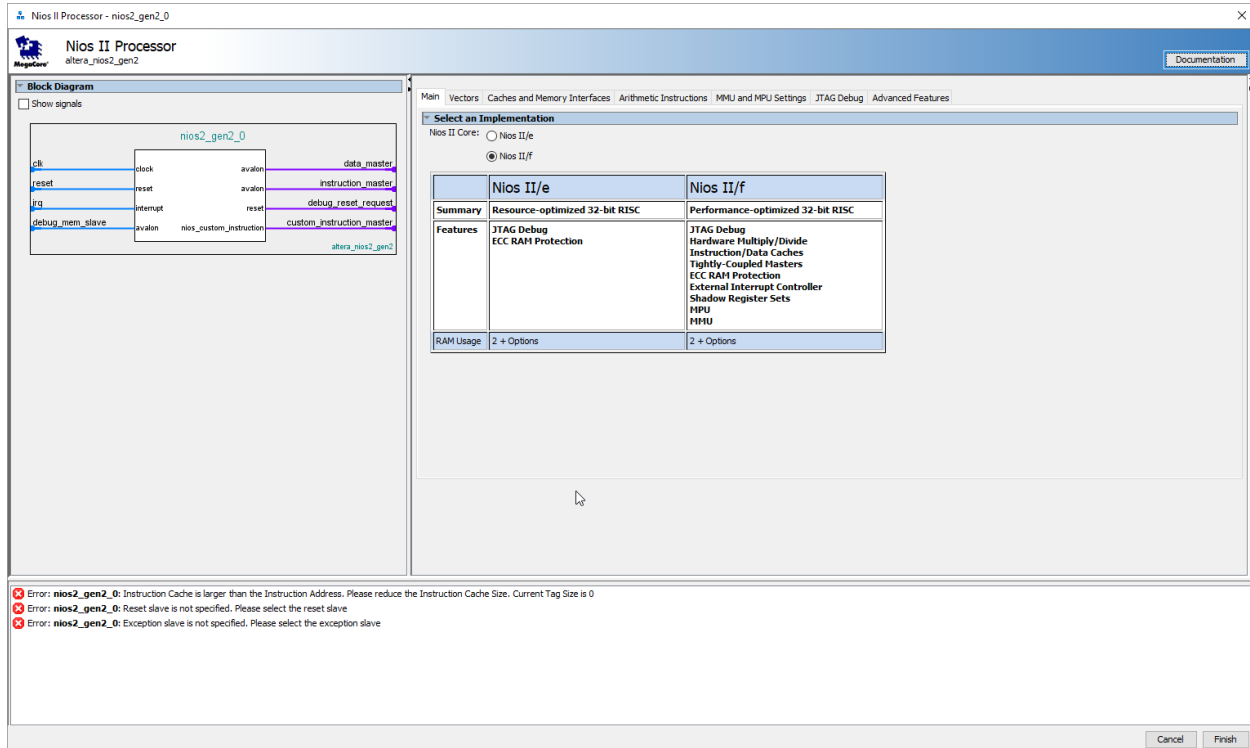 Nios II Processor - nios2_gen2_0
MegaCore'
Nios II Processor
altera_nios2_gen2
Documentation
Block Diagram
Show signals
nios2_gen2_0
clk
clock
avalon
data_master
reset
reset
avalon
instruction_master
irq
interrupt
reset
debug_reset_request
debug_mem_slave
avalon
nios_custom_instruction
custom_instruction_master
altera_nios2_gen2
Main Vectors Caches and Memory Interfaces Arithmetic Instructions MMU and MPU Settings JTAG Debug Advanced Features
Select an Implementation
Nios II Core: Nios II/e
Nios II/f
Nios II/e Nios II/f
Summary Resource-optimized 32-bit RISC Performance-optimized 32-bit RISC
Features JTAG Debug JTAG Debug
ECC RAM Protection Hardware Multiply/Divide
Instruction/Data Caches
Tightly-Coupled Masters
ECC RAM Protection
External Interrupt Controller
Shadow Register Sets
MPU
MMU
RAM Usage 2 + Options 2 + Options
Error: nios2_gen2_0: Instruction Cache is larger than the Instruction Address. Please reduce the Instruction Cache Size. Current Tag Size is 0
Error: nios2_gen2_0: Reset slave is not specified. Please select the reset slave
Error: nios2_gen2_0: Exception slave is not specified. Please select the exception slave
Cancel Finish